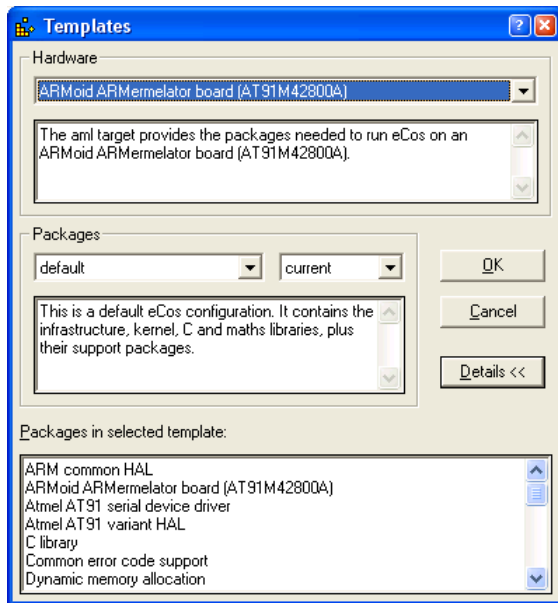 Templates
Hardware
ARMoid ARMermelator board (AT91M42800A)
The aml target provides the packages needed to run eCos on an
ARMoid ARMermelator board (AT91M42800A).
Packages
default
current
OK
This is a default eCos configuration. It contains the
infrastructure, kernel, C and maths libraries, plus
their support packages.
Cancel
Details <<
Packages in selected template:
ARM common HAL
ARMoid ARMermelator board (AT91M42800A)
Atmel AT91 serial device driver
Atmel AT91 variant HAL
C library
Common error code support
Dynamic memory allocation